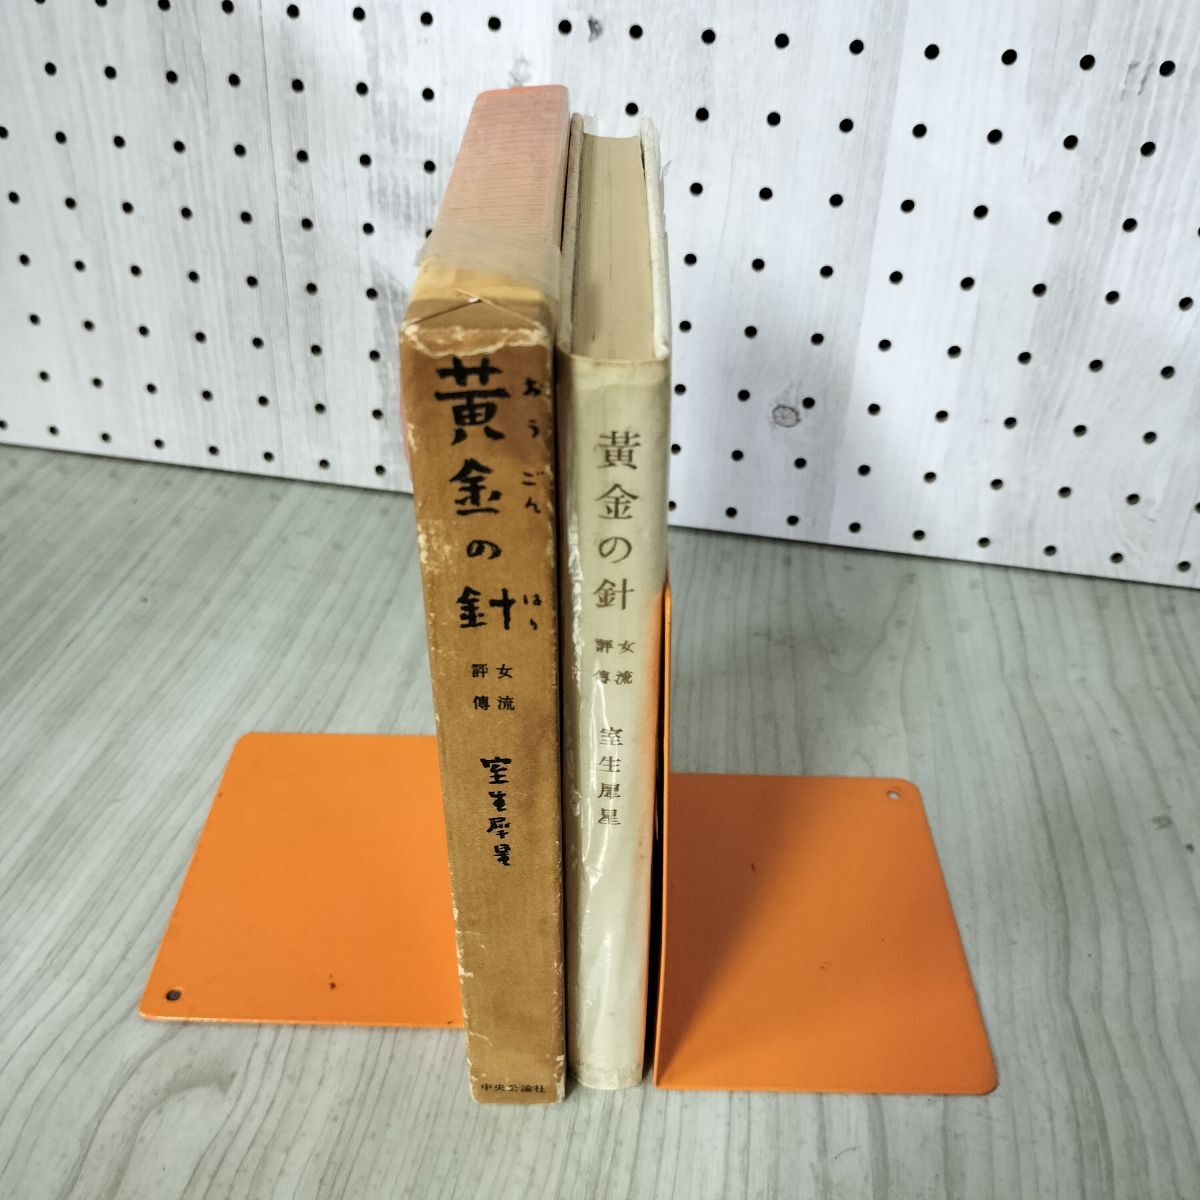 黄金の針
おうごん
はり
女流
評傳
室生犀星
中央公論社
黄金の針
女流
評傳
室生犀星